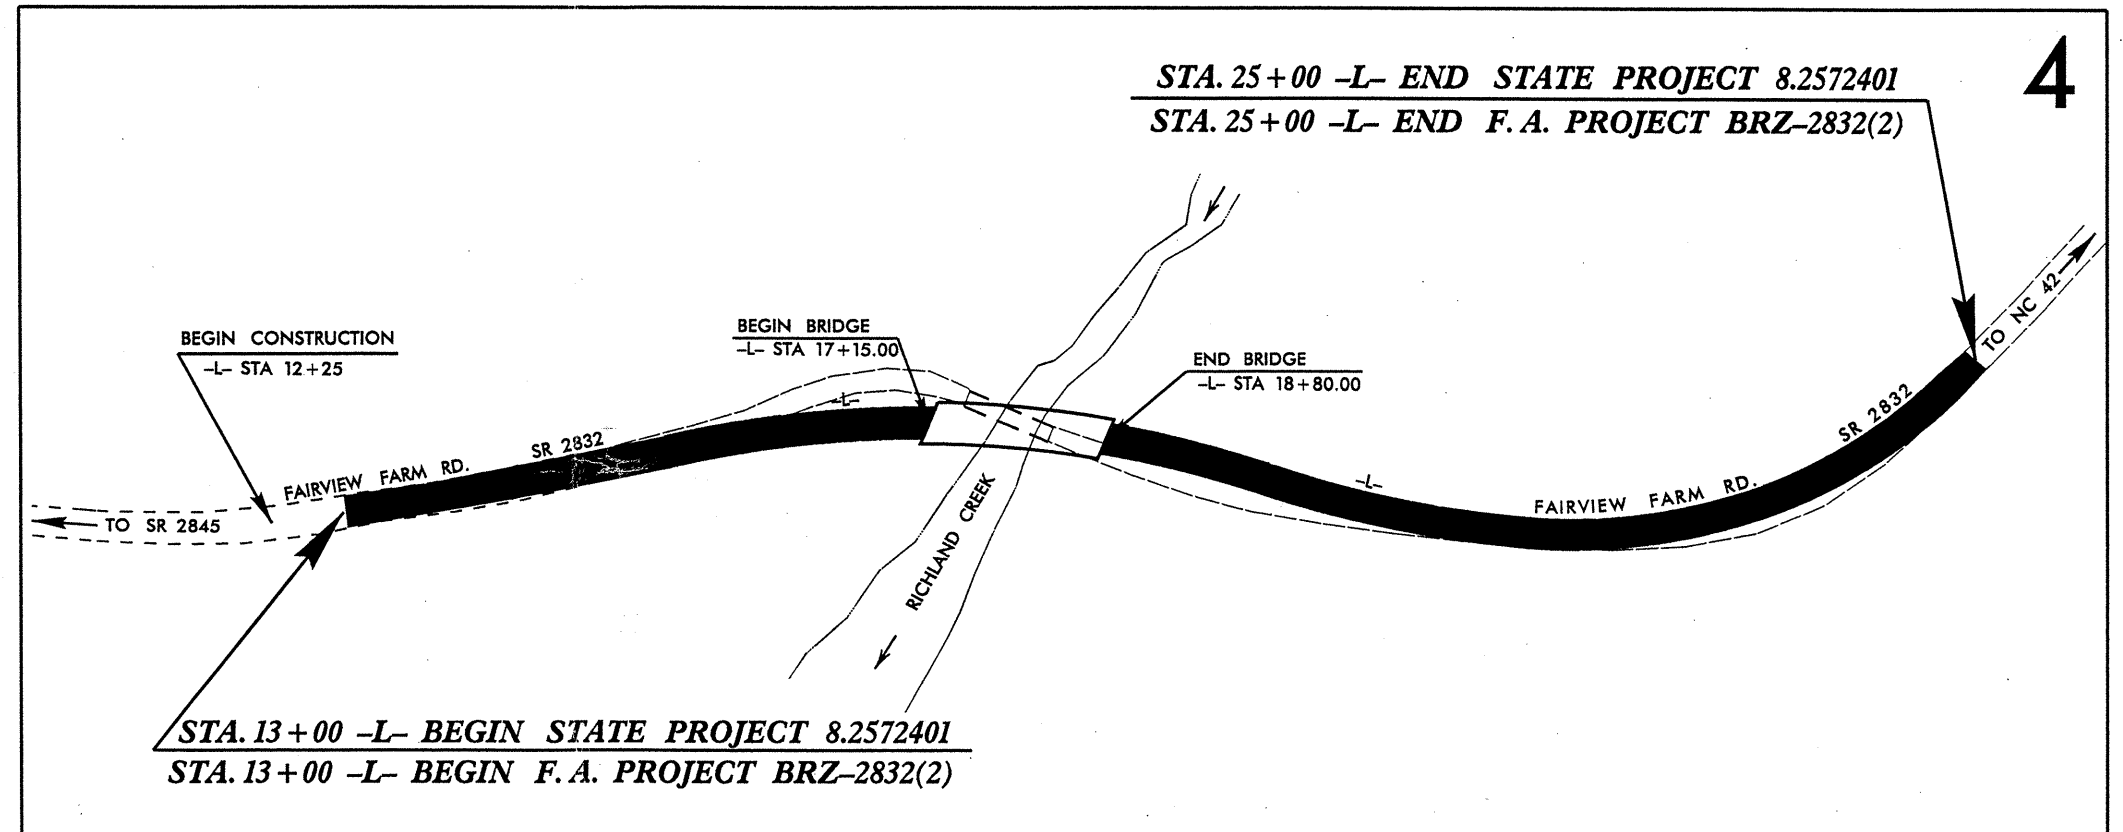 4
STA. 25+00 -L- END STATE PROJECT 8.2572401
STA. 25+00 -L- END F. A. PROJECT BRZ-2832(2)
BEGIN CONSTRUCTION
-L- STA 12+25
BEGIN BRIDGE
-L- STA 17+15.00
END BRIDGE
-L- STA 18+80.00
TO NC 42
-L-
SR 2832
SR 2832
FAIRVIEW FARM RD.
-L-
FAIRVIEW FARM RD.
TO SR 2845
RICHLAND CREEK
STA. 13+00 -L- BEGIN STATE PROJECT 8.2572401
STA. 13+00 -L- BEGIN F. A. PROJECT BRZ-2832(2)